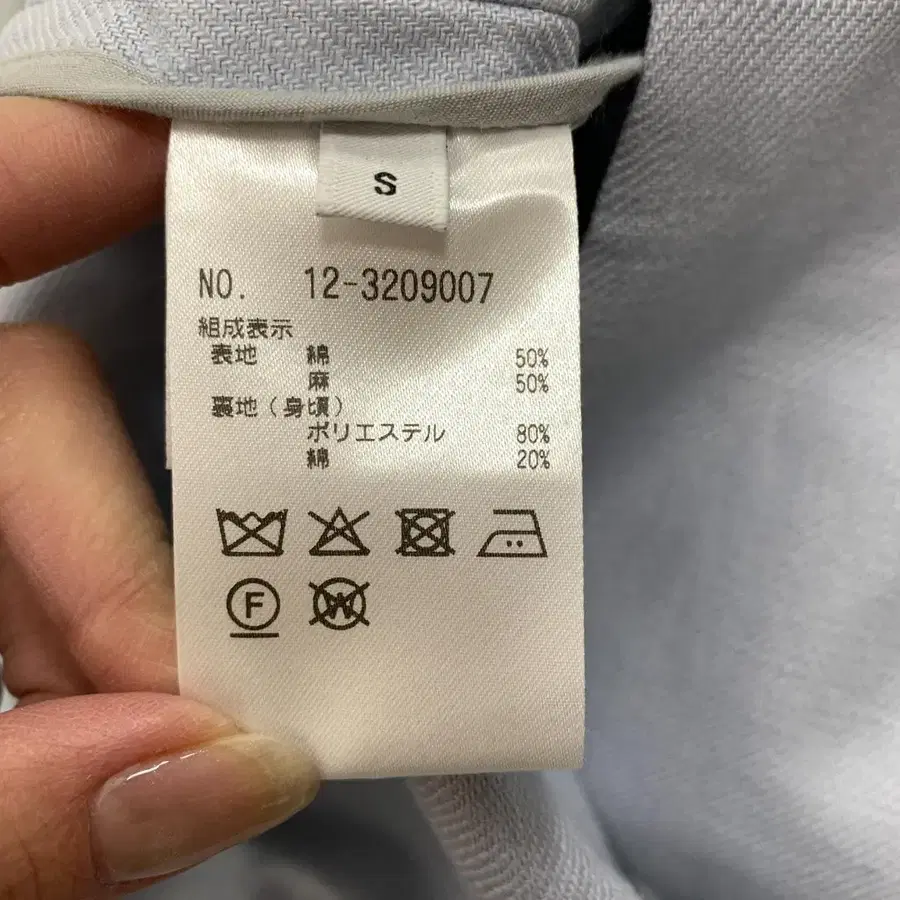 S
NO. 12-3209007
組成表示
表地 綿 50%
麻 50%
裏地(身頃)
ポリエステル 80%
綿 20%
F
W